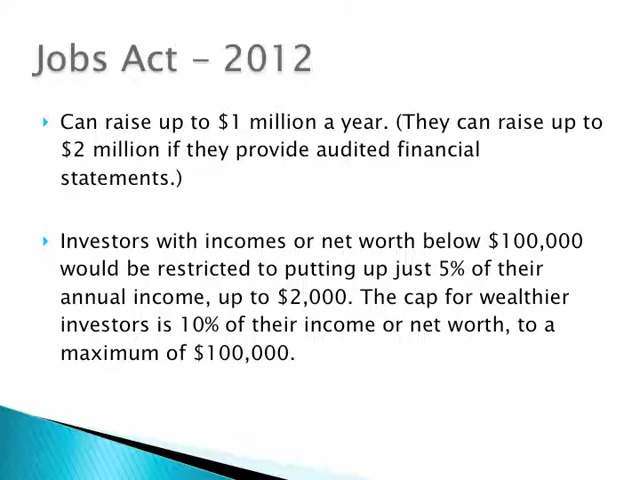 Jobs Act – 2012
Can raise up to $1 million a year. (They can raise up to
$2 million if they provide audited financial
statements.)
Investors with incomes or net worth below $100,000
would be restricted to putting up just 5% of their
annual income, up to $2,000. The cap for wealthier
investors is 10% of their income or net worth, to a
maximum of $100,000.